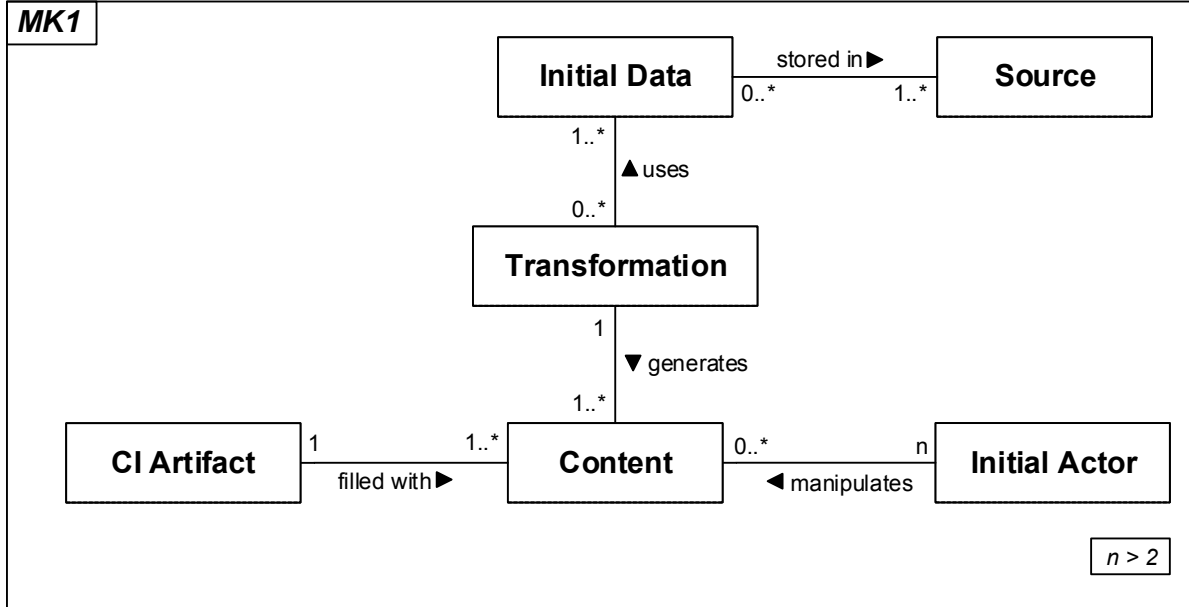 MK1
Initial Data
stored in ►
Source
0..*
1..*
1..*
▲ uses
0..*
Transformation
1
▼ generates
1..*
CI Artifact
1
1..*
filled with ►
Content
0..*
n
◄ manipulates
Initial Actor
n > 2